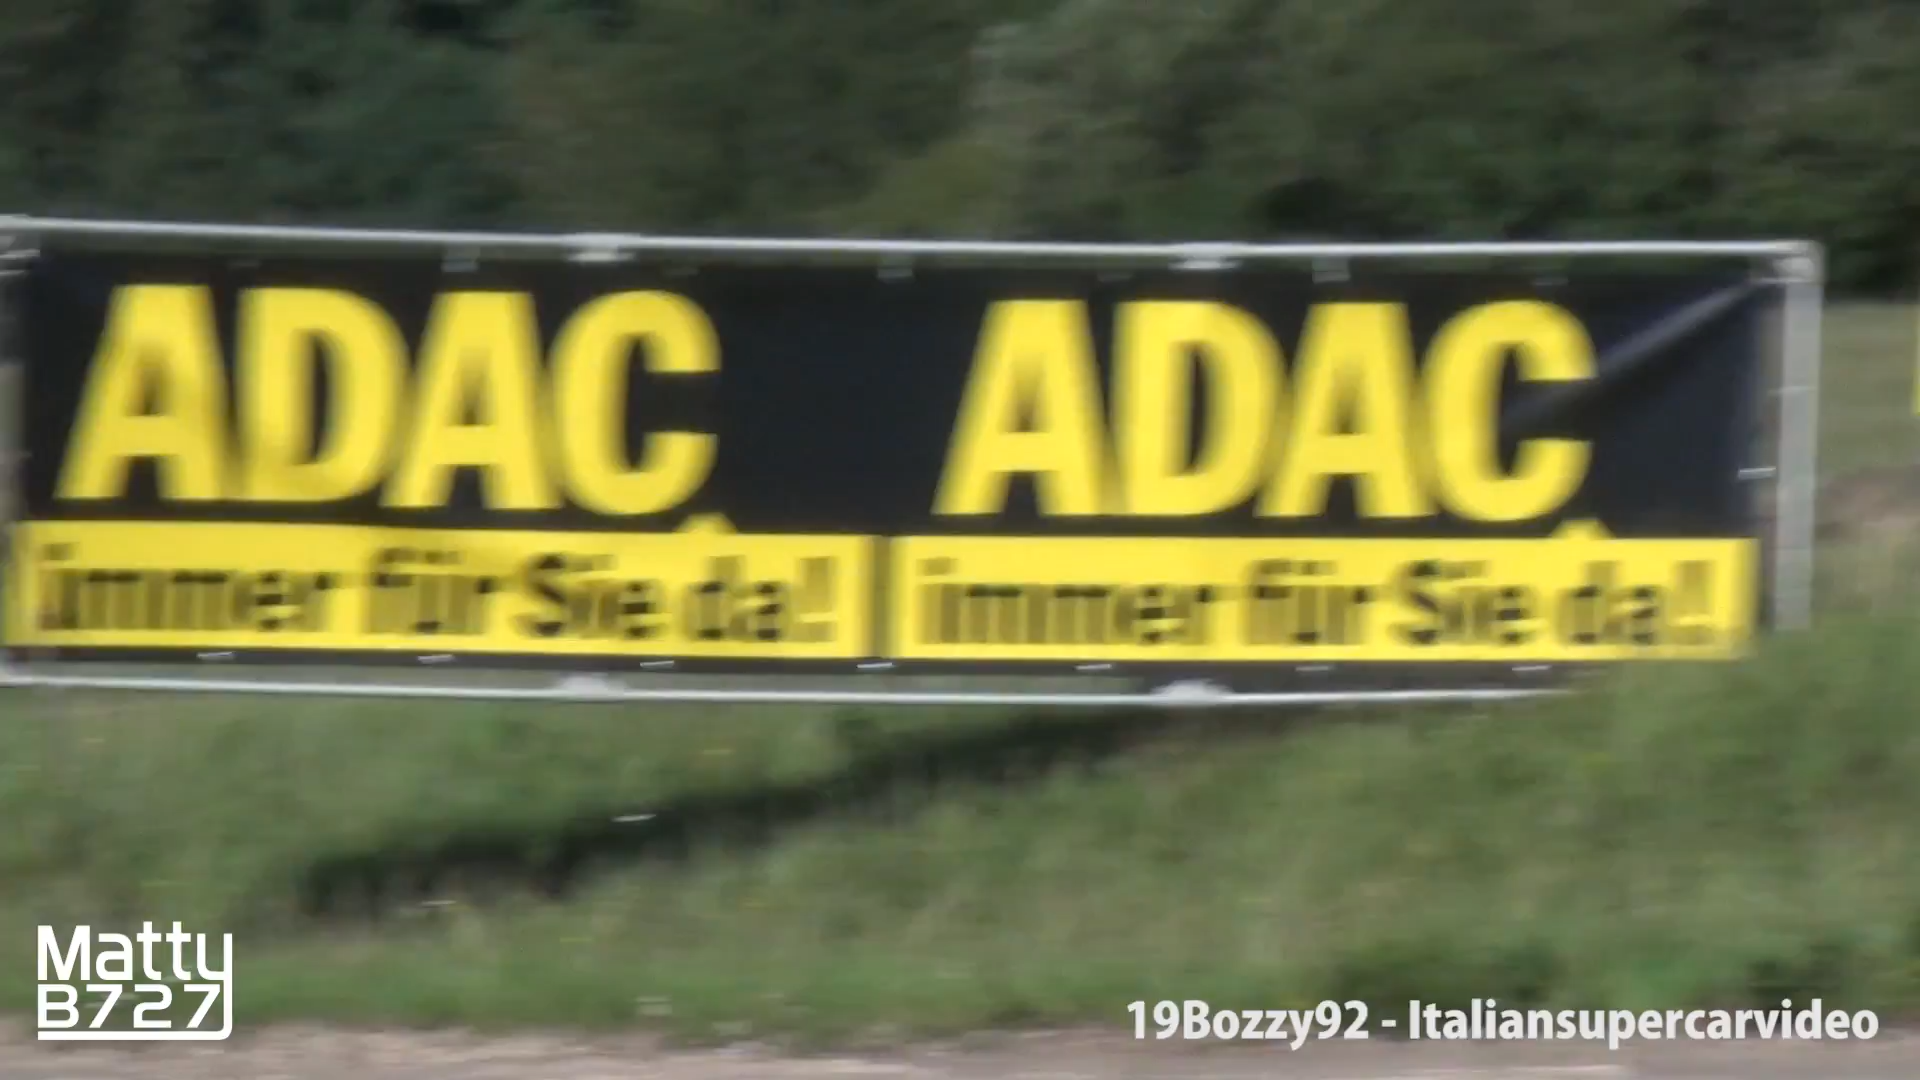 ADAC ADAC
immer für Sie da! immer für Sie da!
Matty
B727
19Bozzy92 - Italiansupercarvideo